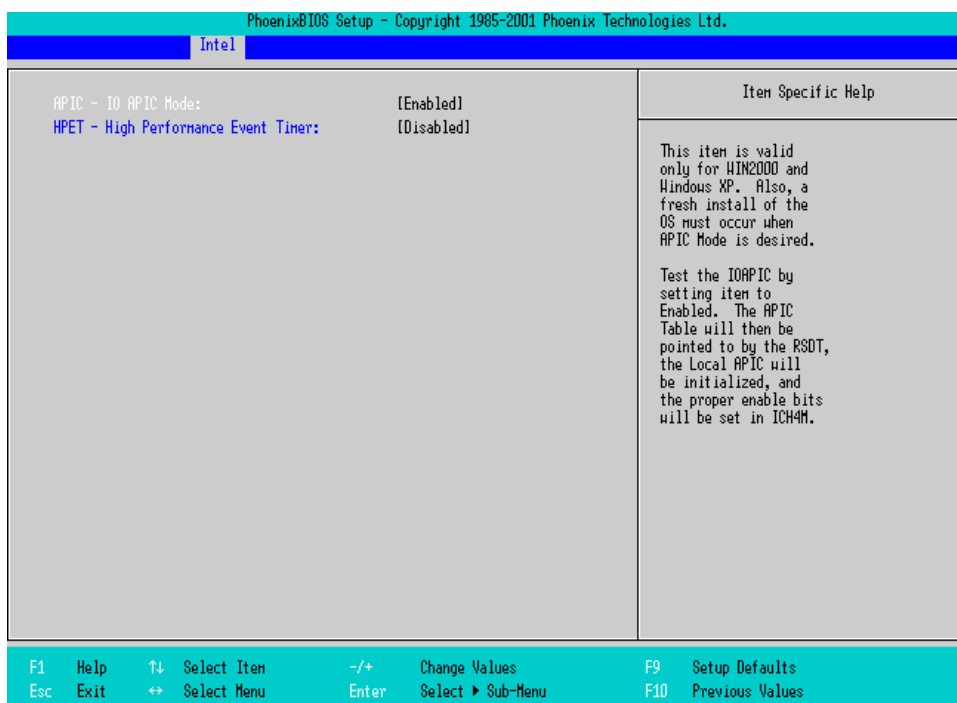 PhoenixBIOS Setup - Copyright 1985-2001 Phoenix Technologies Ltd.
Intel
APIC - IO APIC Mode: [Enabled]
HPET - High Performance Event Timer: [Disabled]
Item Specific Help
This item is valid
only for WIN2000 and
Windows XP. Also, a
fresh install of the
OS must occur when
APIC Mode is desired.
Test the IOAPIC by
setting item to
Enabled. The APIC
Table will then be
pointed to by the RSDT,
the Local APIC will
be initialized, and
the proper enable bits
will be set in ICH4M.
F1 Help ↑↓ Select Item -/+ Change Values F9 Setup Defaults
Esc Exit ↔ Select Menu Enter Select ▶ Sub-Menu F10 Previous Values